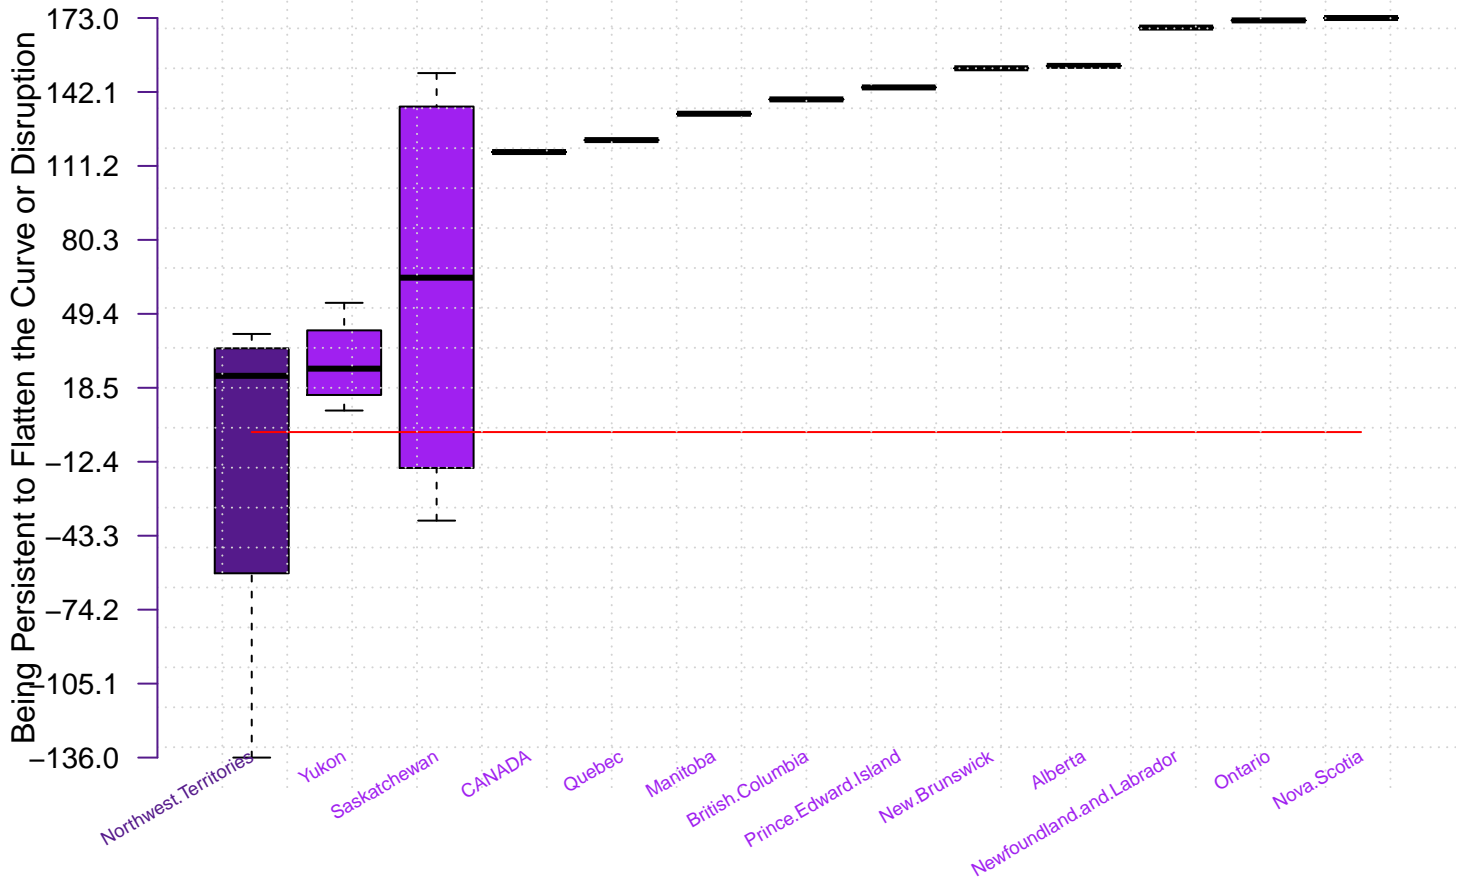 Being Persistent to Flatten the Curve or Disruption
173.0
142.1
111.2
80.3
49.4
18.5
−12.4
−43.3
−74.2
−105.1
−136.0
Northwest.Territories
Yukon
Saskatchewan
CANADA
Quebec
Manitoba
British.Columbia
Prince.Edward.Island
New.Brunswick
Alberta
Newfoundland.and.Labrador
Ontario
Nova.Scotia